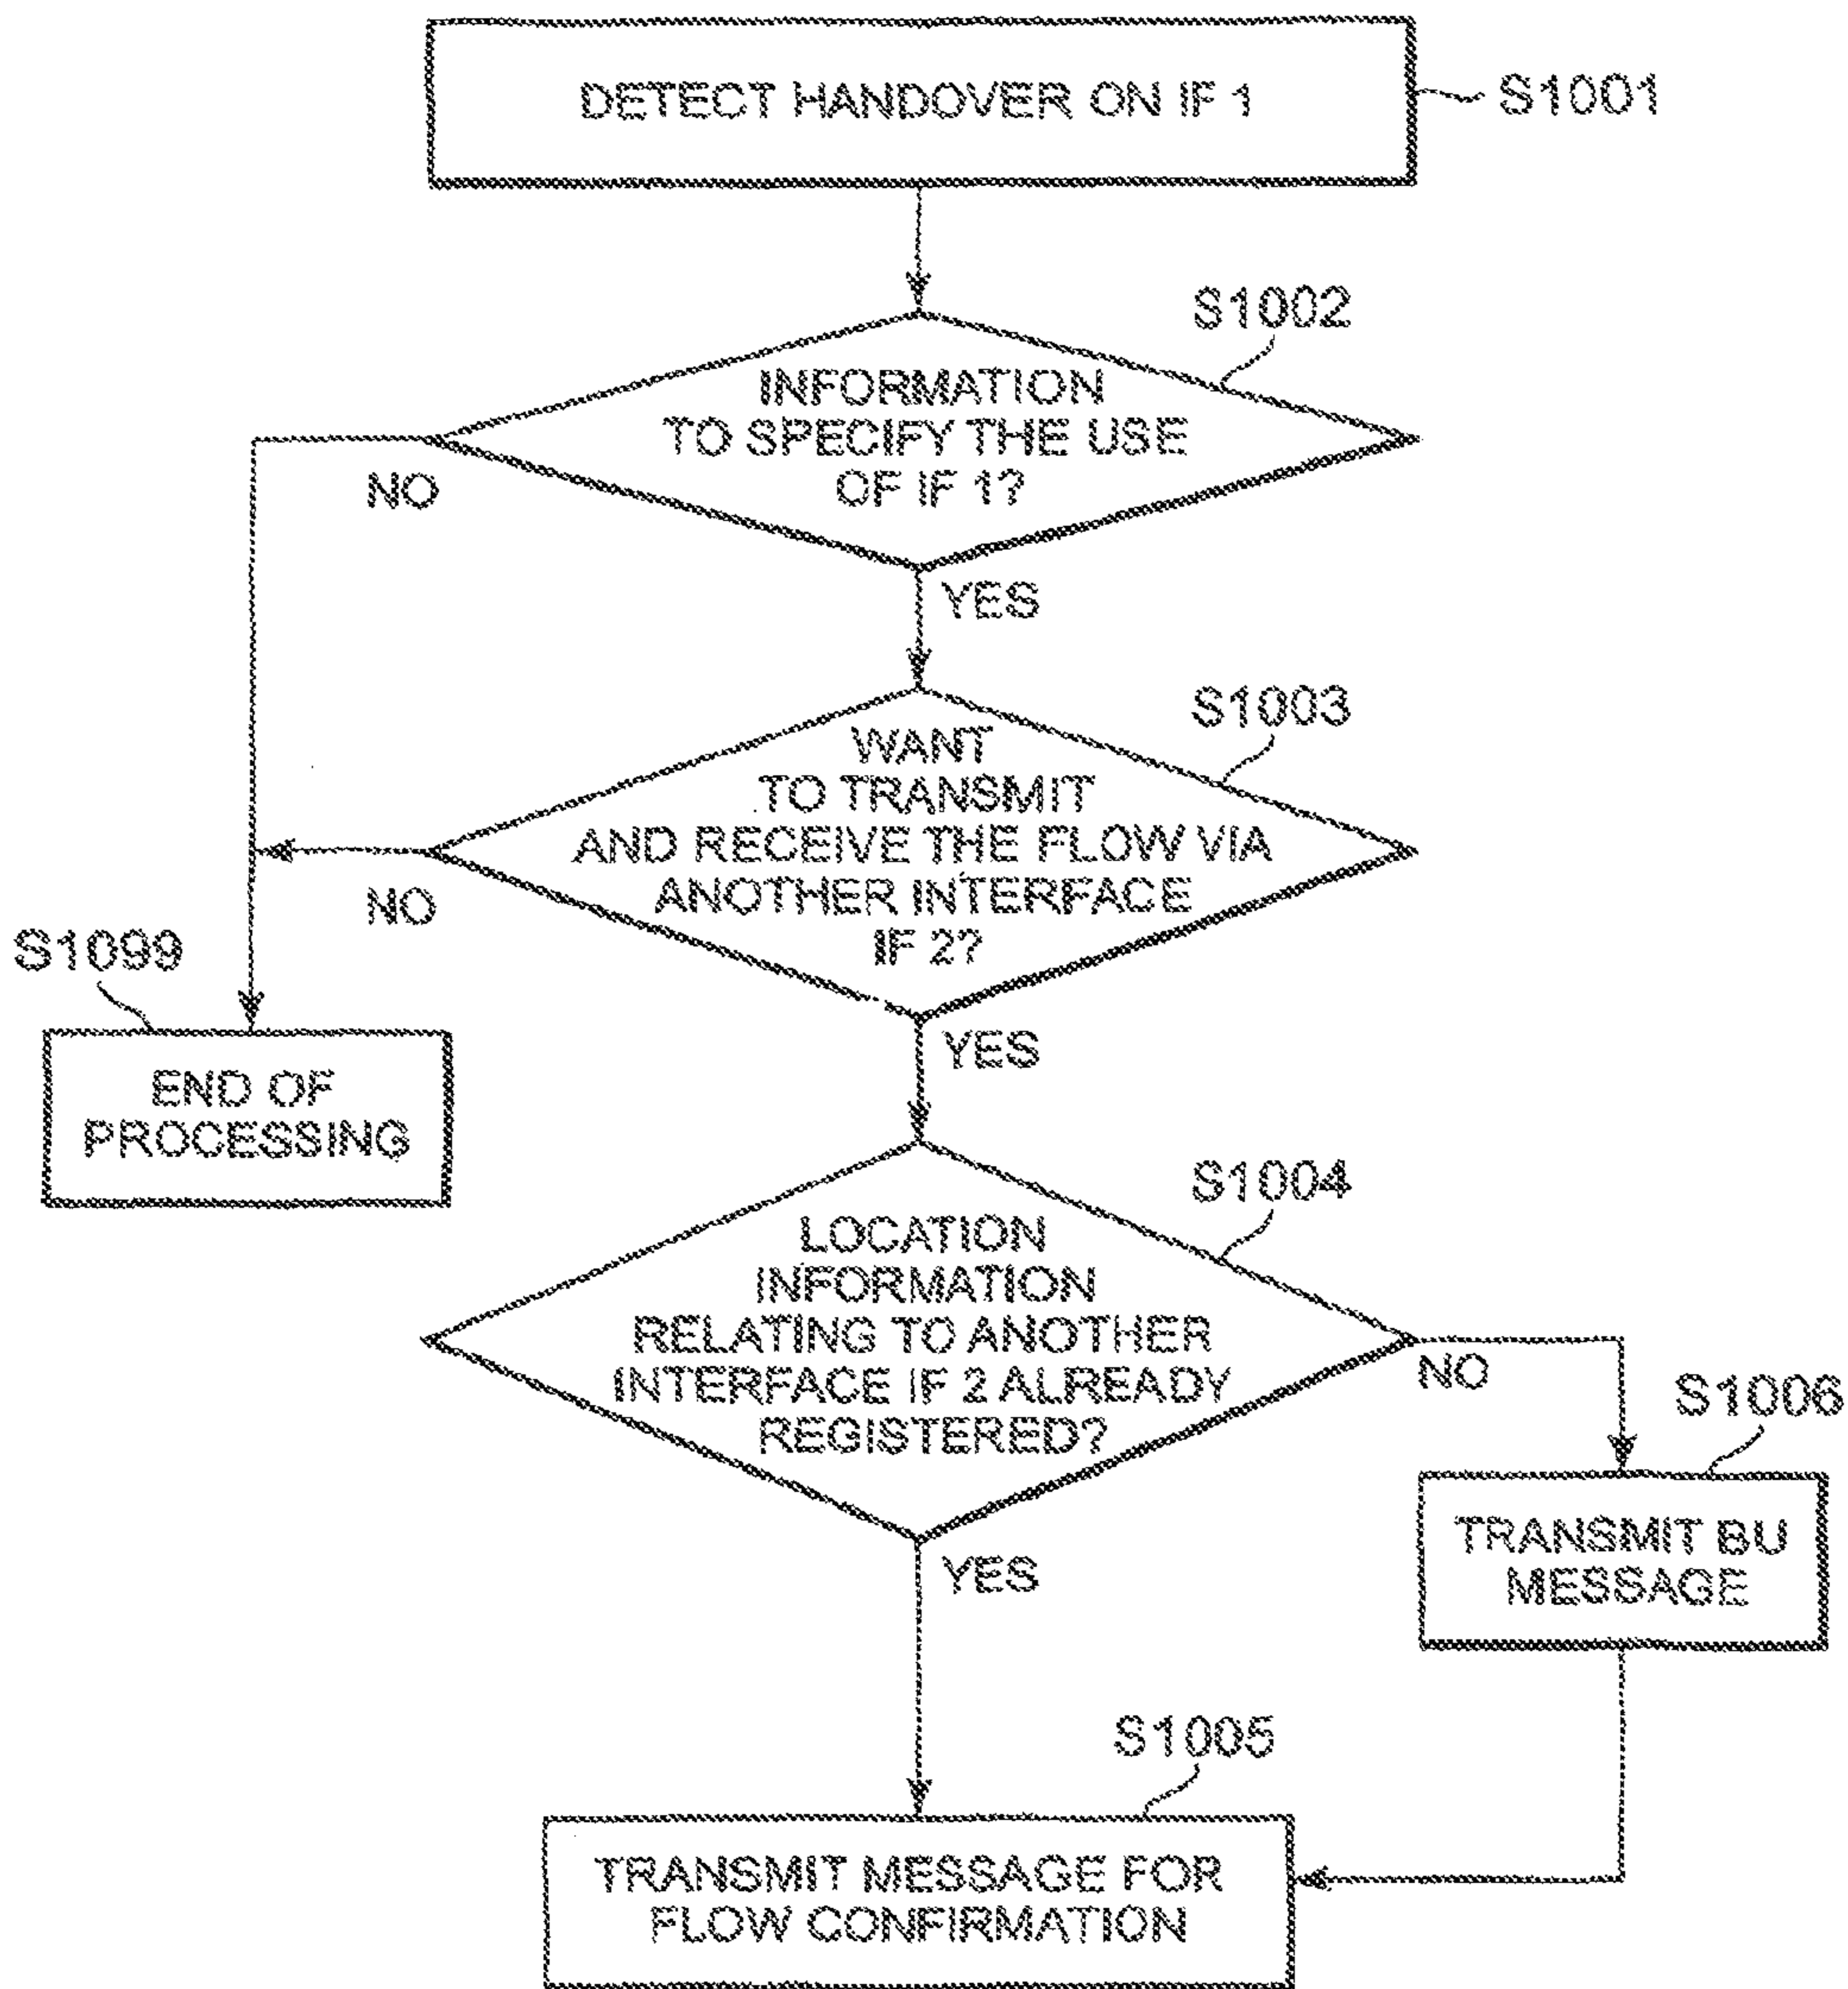 DETECT HANDOVER ON IF 1
S1001
S1002
INFORMATION
TO SPECIFY THE USE
OF IF 1?
NO
YES
S1003
WANT
TO TRANSMIT
AND RECEIVE THE FLOW VIA
ANOTHER INTERFACE
IF 2?
NO
YES
S1099
END OF
PROCESSING
S1004
LOCATION
INFORMATION
RELATING TO ANOTHER
INTERFACE IF 2 ALREADY
REGISTERED?
NO
YES
S1006
TRANSMIT BU
MESSAGE
S1005
TRANSMIT MESSAGE FOR
FLOW CONFIRMATION